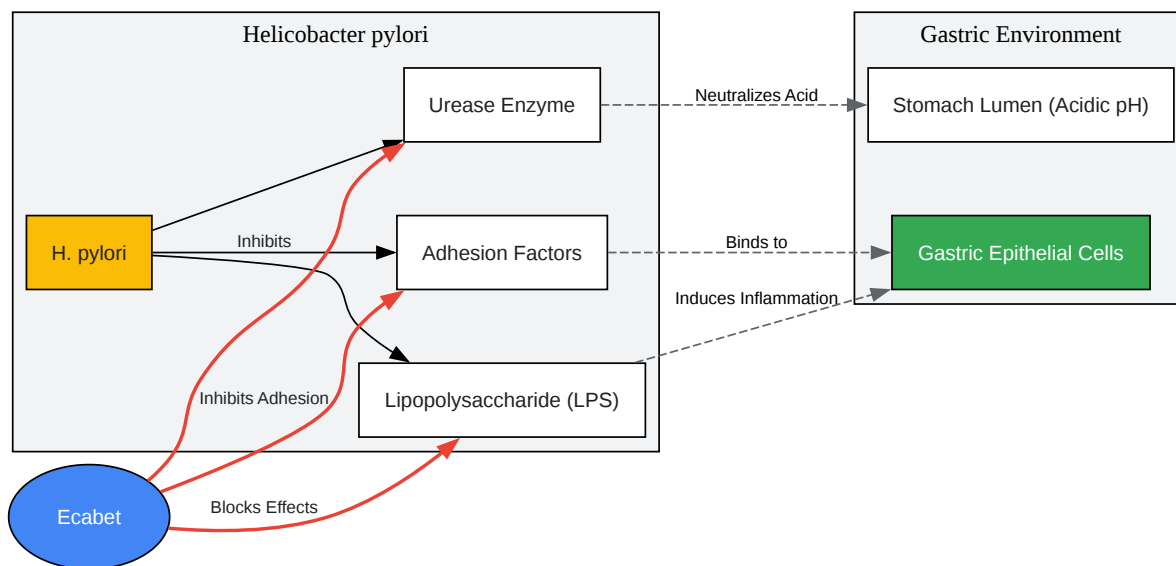 Helicobacter pylori
Gastric Environment
Urease Enzyme
Neutralizes Acid
Stomach Lumen (Acidic pH)
H. pylori
Inhibits
Adhesion Factors
Binds to
Gastric Epithelial Cells
Induces Inflammation
Inhibits Adhesion
Lipopolysaccharide (LPS)
Blocks Effects
Ecabet